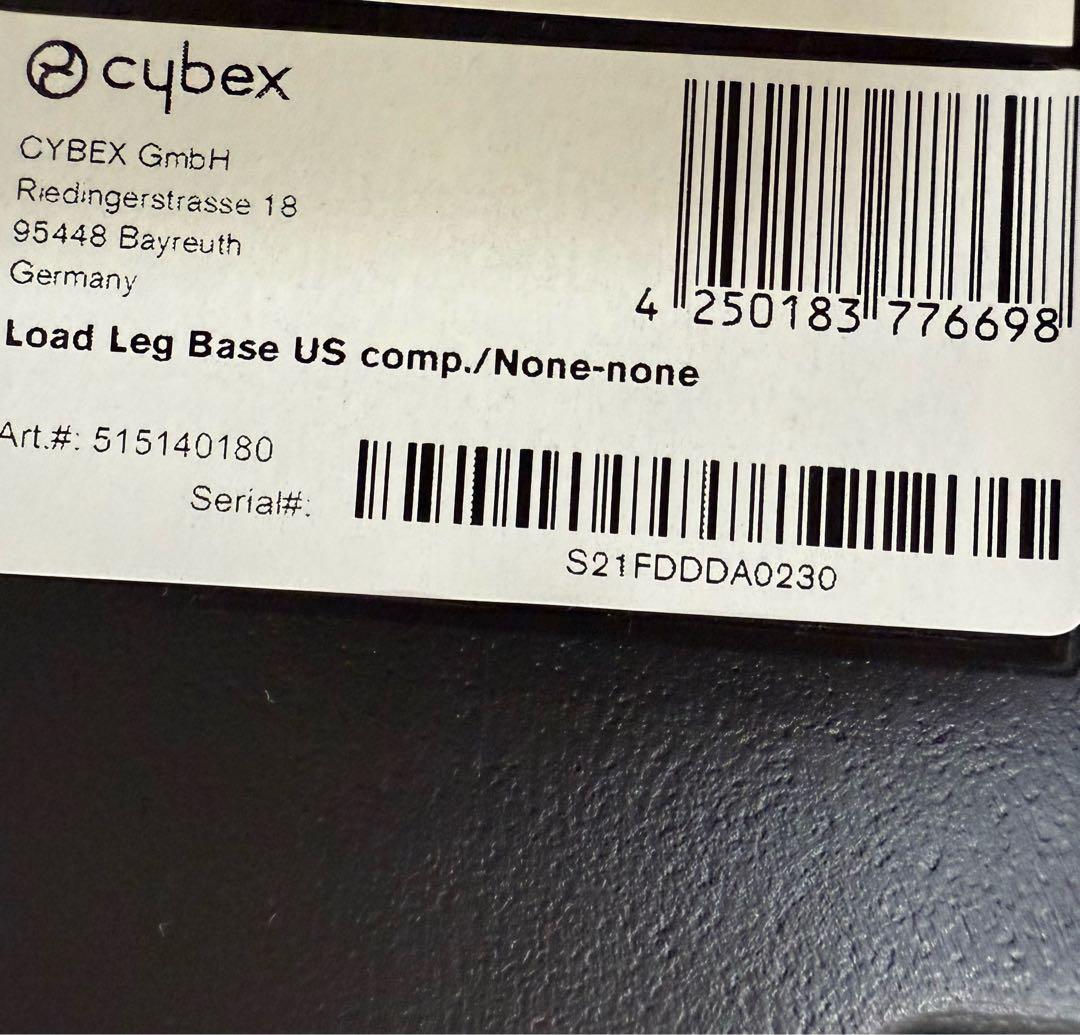 cybex
CYBEX GmbH
Riedingerstrasse 18
95448 Bayreuth
Germany
4 250183 776698
Load Leg Base US comp./None-none
Art.#: 515140180
Serial#:
S21FDDDA0230